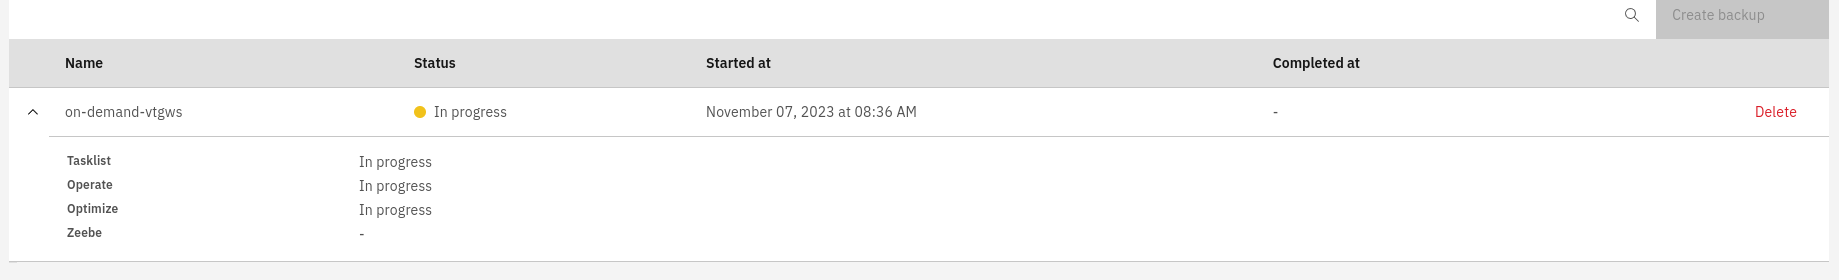 Create backup
Name Status Started at Completed at
on-demand-vtgws In progress November 07, 2023 at 08:36 AM - Delete
Tasklist In progress
Operate In progress
Optimize In progress
Zeebe -